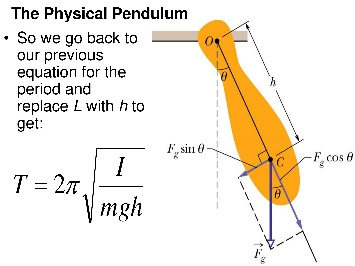 The Physical Pendulum
• So we go back to
our previous
equation for the
period and
replace L with h to
get:
T = 2π√(I/mgh)
O
θ
h
F_g sin θ
C
F_g cos θ
θ
F⃗_g